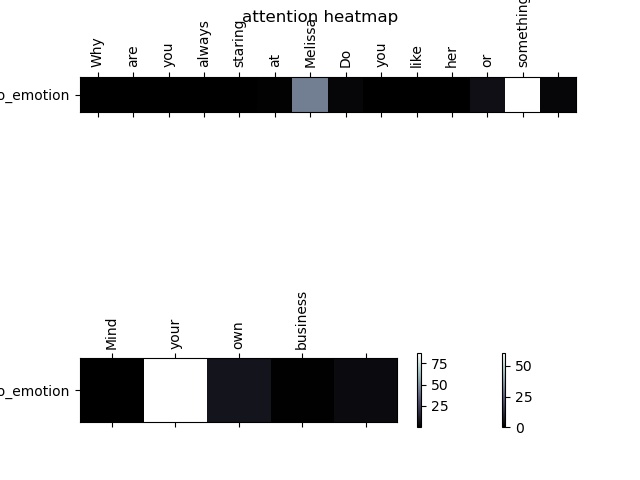 attention heatmap
Why are you always staring at Melissa Do you like her or something
o_emotion
Mind your own business
o_emotion
75
50
25
50
25
0